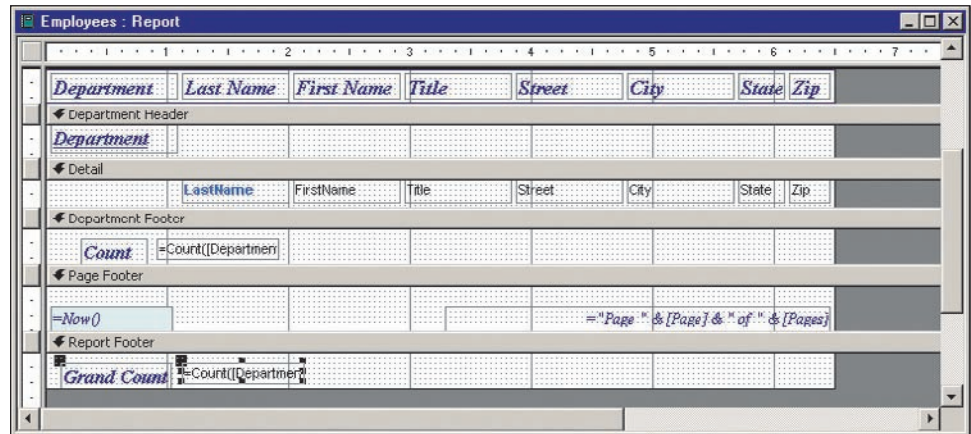 Employees : Report
1 2 3 4 5 6 7
Department Last Name First Name Title Street City State Zip
Department Header
Department
Detail
LastName FirstName Title Street City State Zip
Department Footer
Count =Count([Departmen
Page Footer
=Now() ="Page " & [Page] & " of " & [Pages]
Report Footer
Grand Count =Count([Departmen